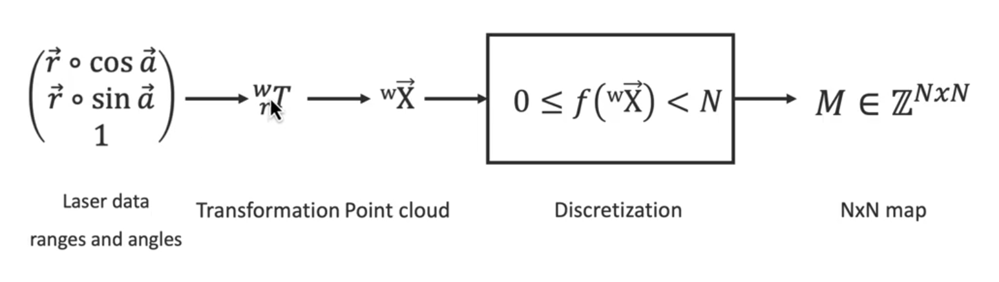 r⃗ ∘ cos a⃗
r⃗ ∘ sin a⃗
1
ʷᵣT
ʷX⃗
0 ≤ f(ʷX⃗) < N
M ∈ ℤ^{NxN}
Laser data
ranges and angles
Transformation
Point cloud
Discretization
NxN map